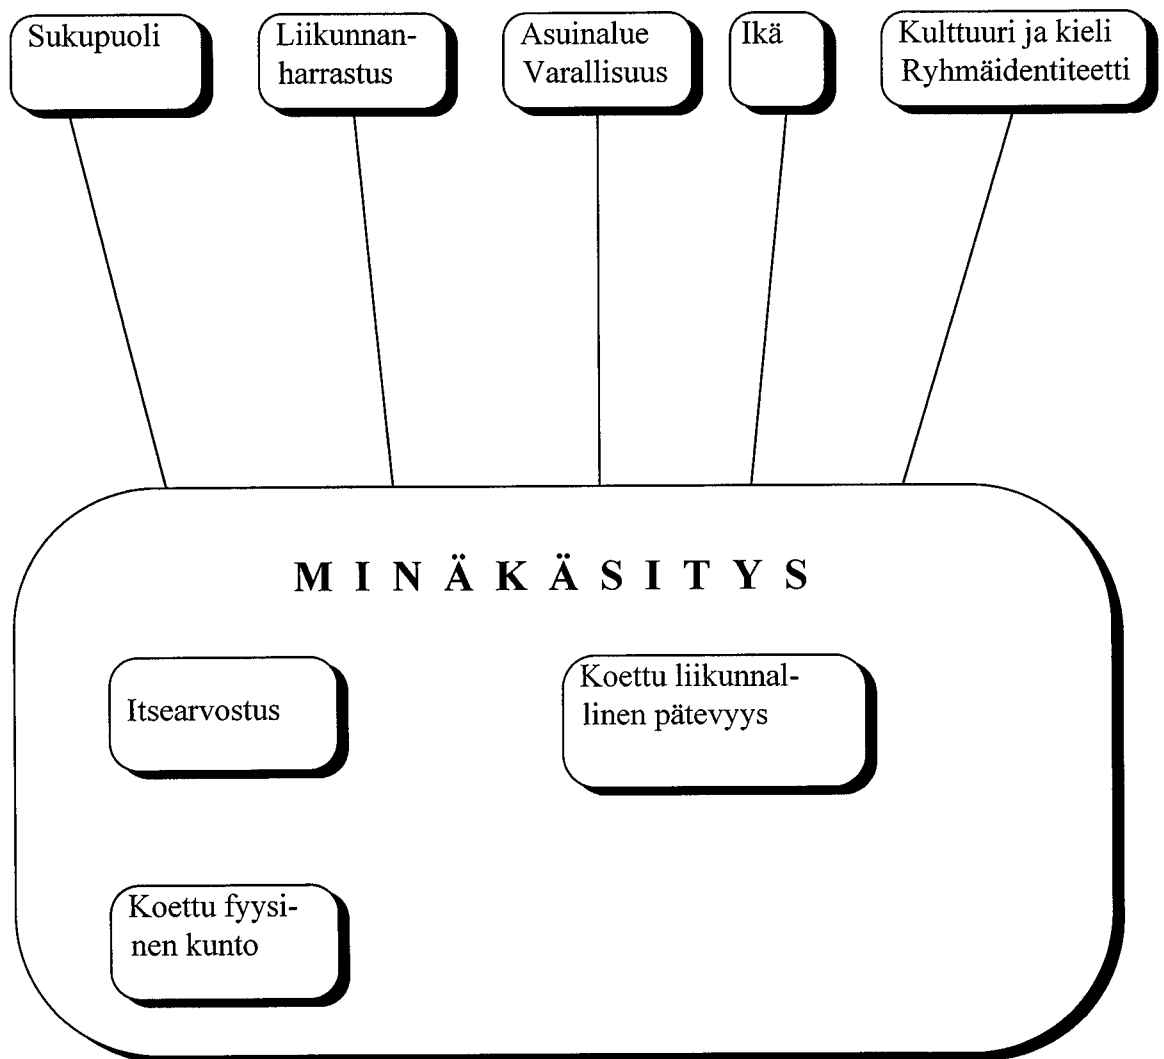 Sukupuoli
Liikunnan-
harrastus
Asuinalue
Varallisuus
Ikä
Kulttuuri ja kieli
Ryhmäidentiteetti
M I N Ä K Ä S I T Y S
Itsearvostus
Koettu liikunnal-
linen pätevyys
Koettu fyysi-
nen kunto